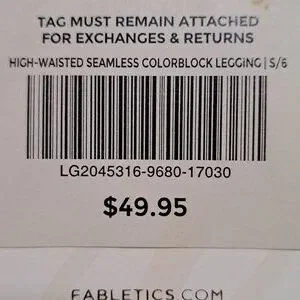 TAG MUST REMAIN ATTACHED
FOR EXCHANGES & RETURNS
HIGH-WAISTED SEAMLESS COLORBLOCK LEGGING | S/6
LG2045316-9680-17030
$49.95
FABLETICS.COM